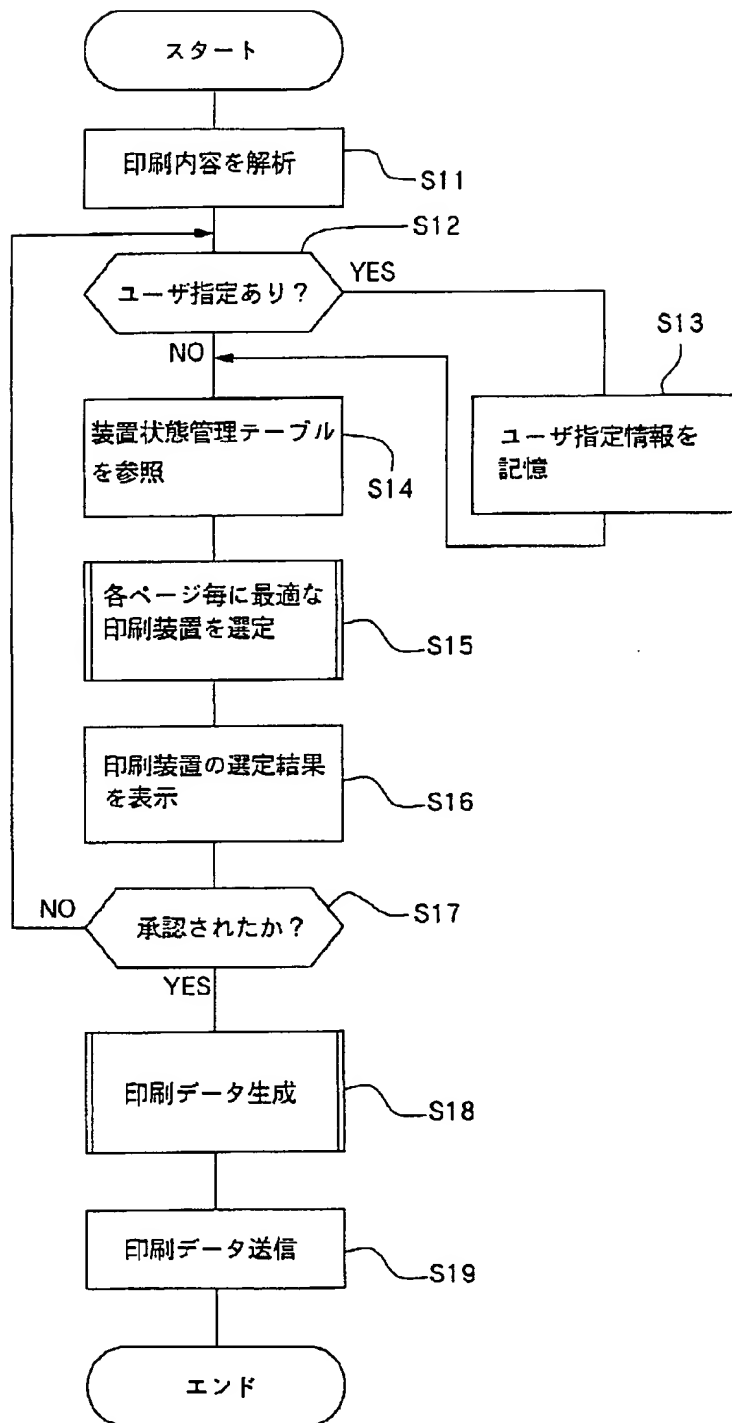 スタート
印刷内容を解析
S11
S12
ユーザ指定あり?
YES
S13
NO
ユーザ指定情報を
記憶
装置状態管理テーブル
を参照
S14
各ページ毎に最適な
印刷装置を選定
S15
印刷装置の選定結果
を表示
S16
NO
承認されたか?
S17
YES
印刷データ生成
S18
印刷データ送信
S19
エンド